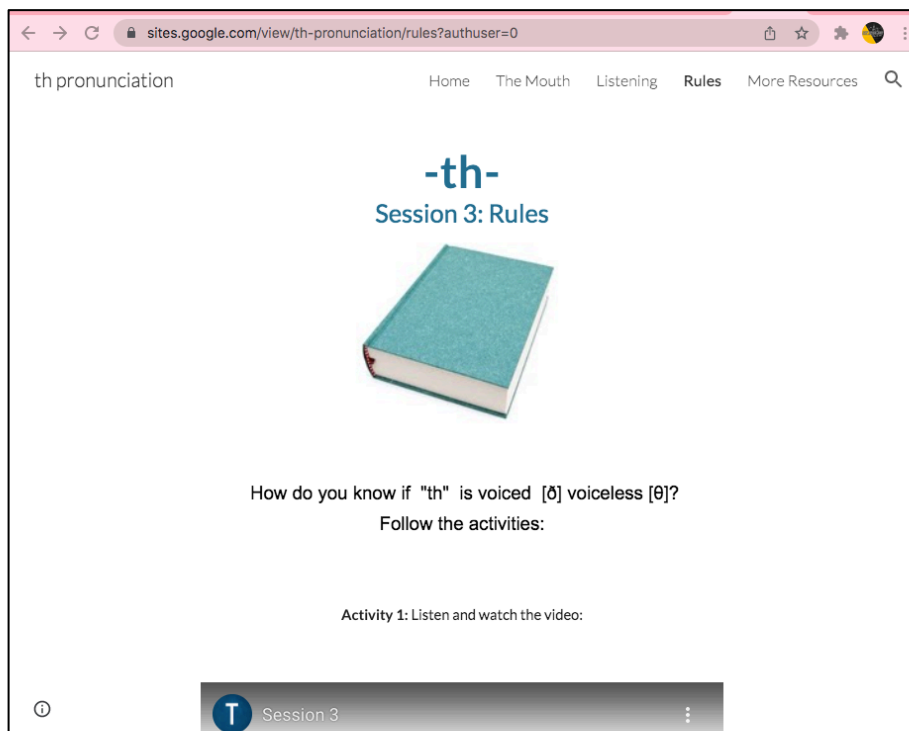 sites.google.com/view/th-pronunciation/rules?authuser=0
th pronunciation Home The Mouth Listening Rules More Resources
-th-
Session 3: Rules
How do you know if "th" is voiced [ð] voiceless [θ]?
Follow the activities:
Activity 1: Listen and watch the video:
T Session 3